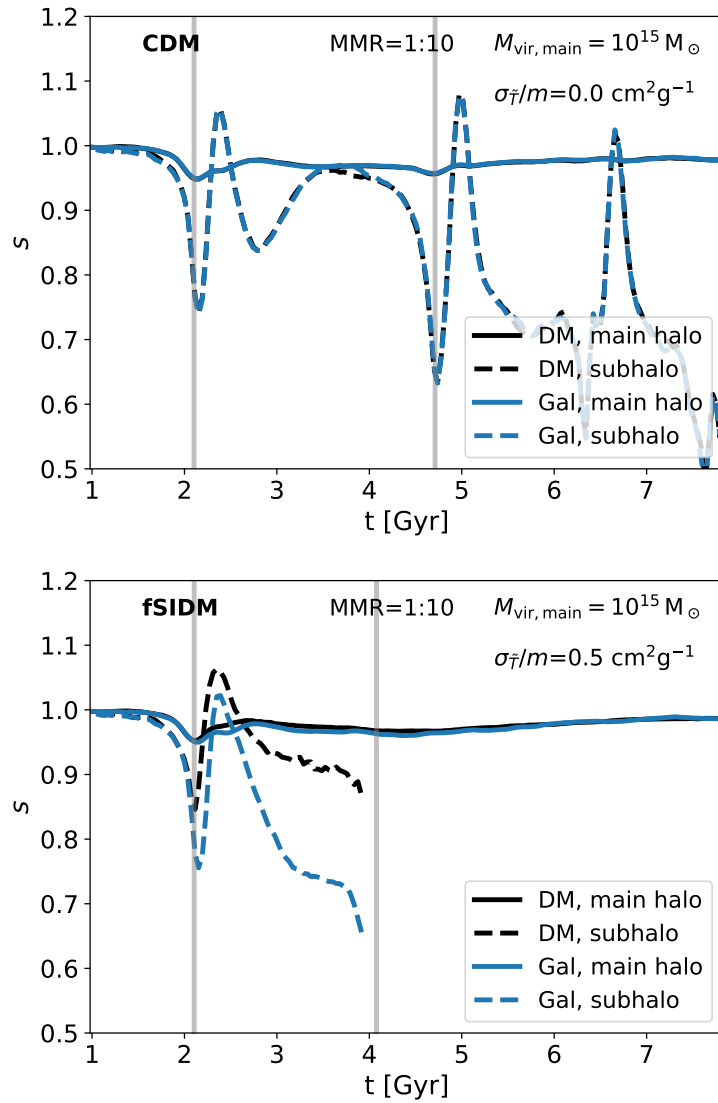 1.2
CDM MMR=1:10 M_vir,main = 10^15 M_⊙
1.1
σ_T̃/m=0.0 cm²g⁻¹
1.0
0.9
s
0.8
0.7
DM, main halo
DM, subhalo
0.6
Gal, main halo
Gal, subhalo
0.5
1 2 3 4 5 6 7
t [Gyr]
1.2
fSIDM MMR=1:10 M_vir,main = 10^15 M_⊙
1.1
σ_T̃/m=0.5 cm²g⁻¹
1.0
0.9
s
0.8
0.7
DM, main halo
DM, subhalo
0.6
Gal, main halo
Gal, subhalo
0.5
1 2 3 4 5 6 7
t [Gyr]